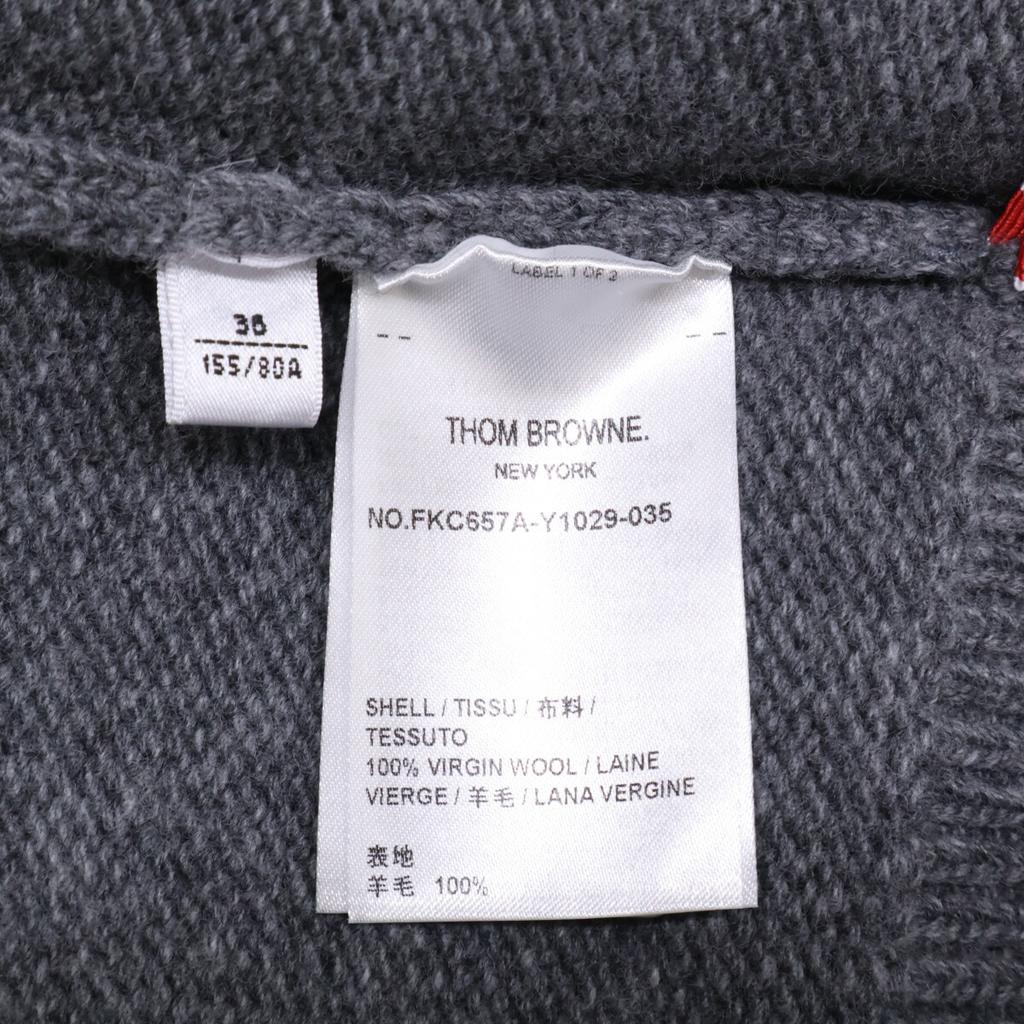 36
155/80A
LABEL 1 OF 3
THOM BROWNE.
NEW YORK
NO.FKC657A-Y1029-035
SHELL / TISSU / 布料 /
TESSUTO
100% VIRGIN WOOL / LAINE
VIERGE / 羊毛 / LANA VERGINE
表地
羊毛 100%